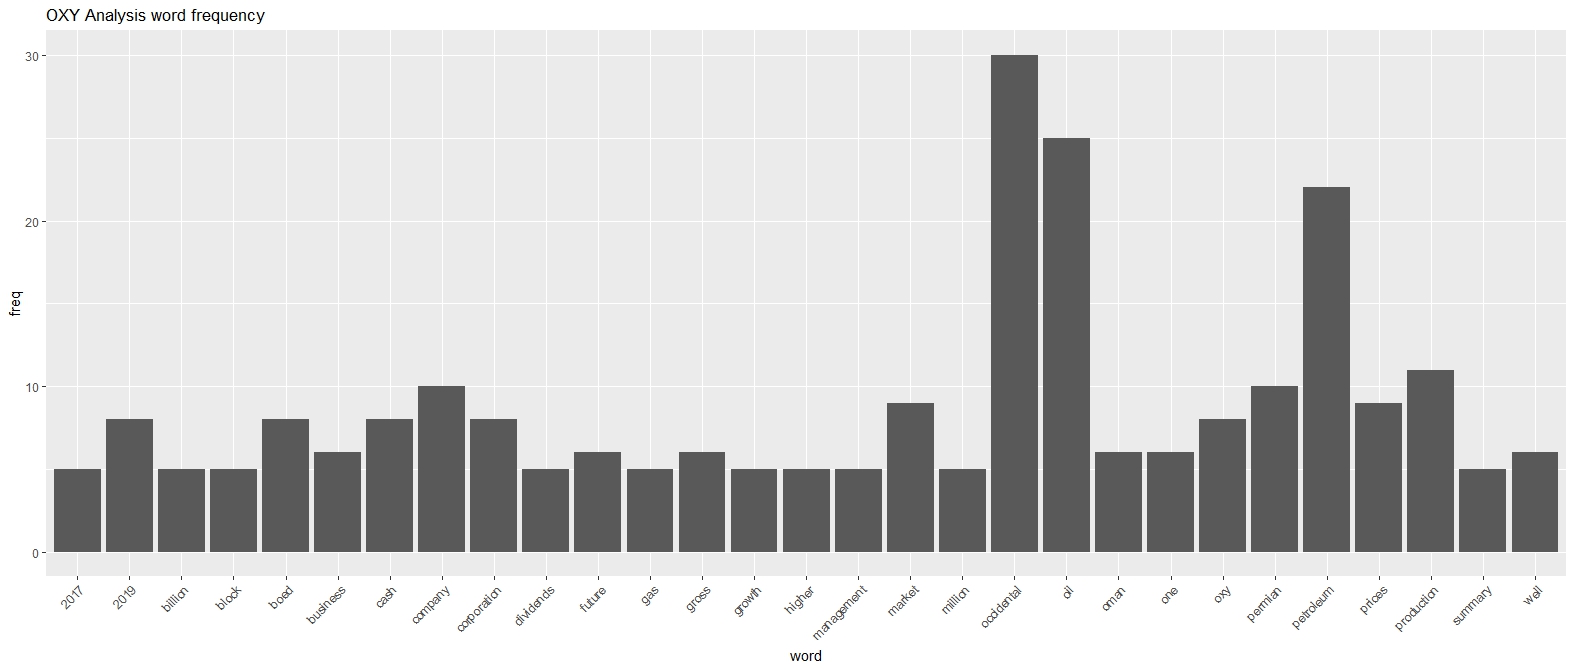 OXY Analysis word frequency
30
20
10
0
freq
2017
2019
billion
block
boed
business
cash
company
corporation
dividends
future
gas
gross
growth
higher
management
market
million
occidental
oil
oman
one
oxy
permian
petroleum
prices
production
summary
well
word